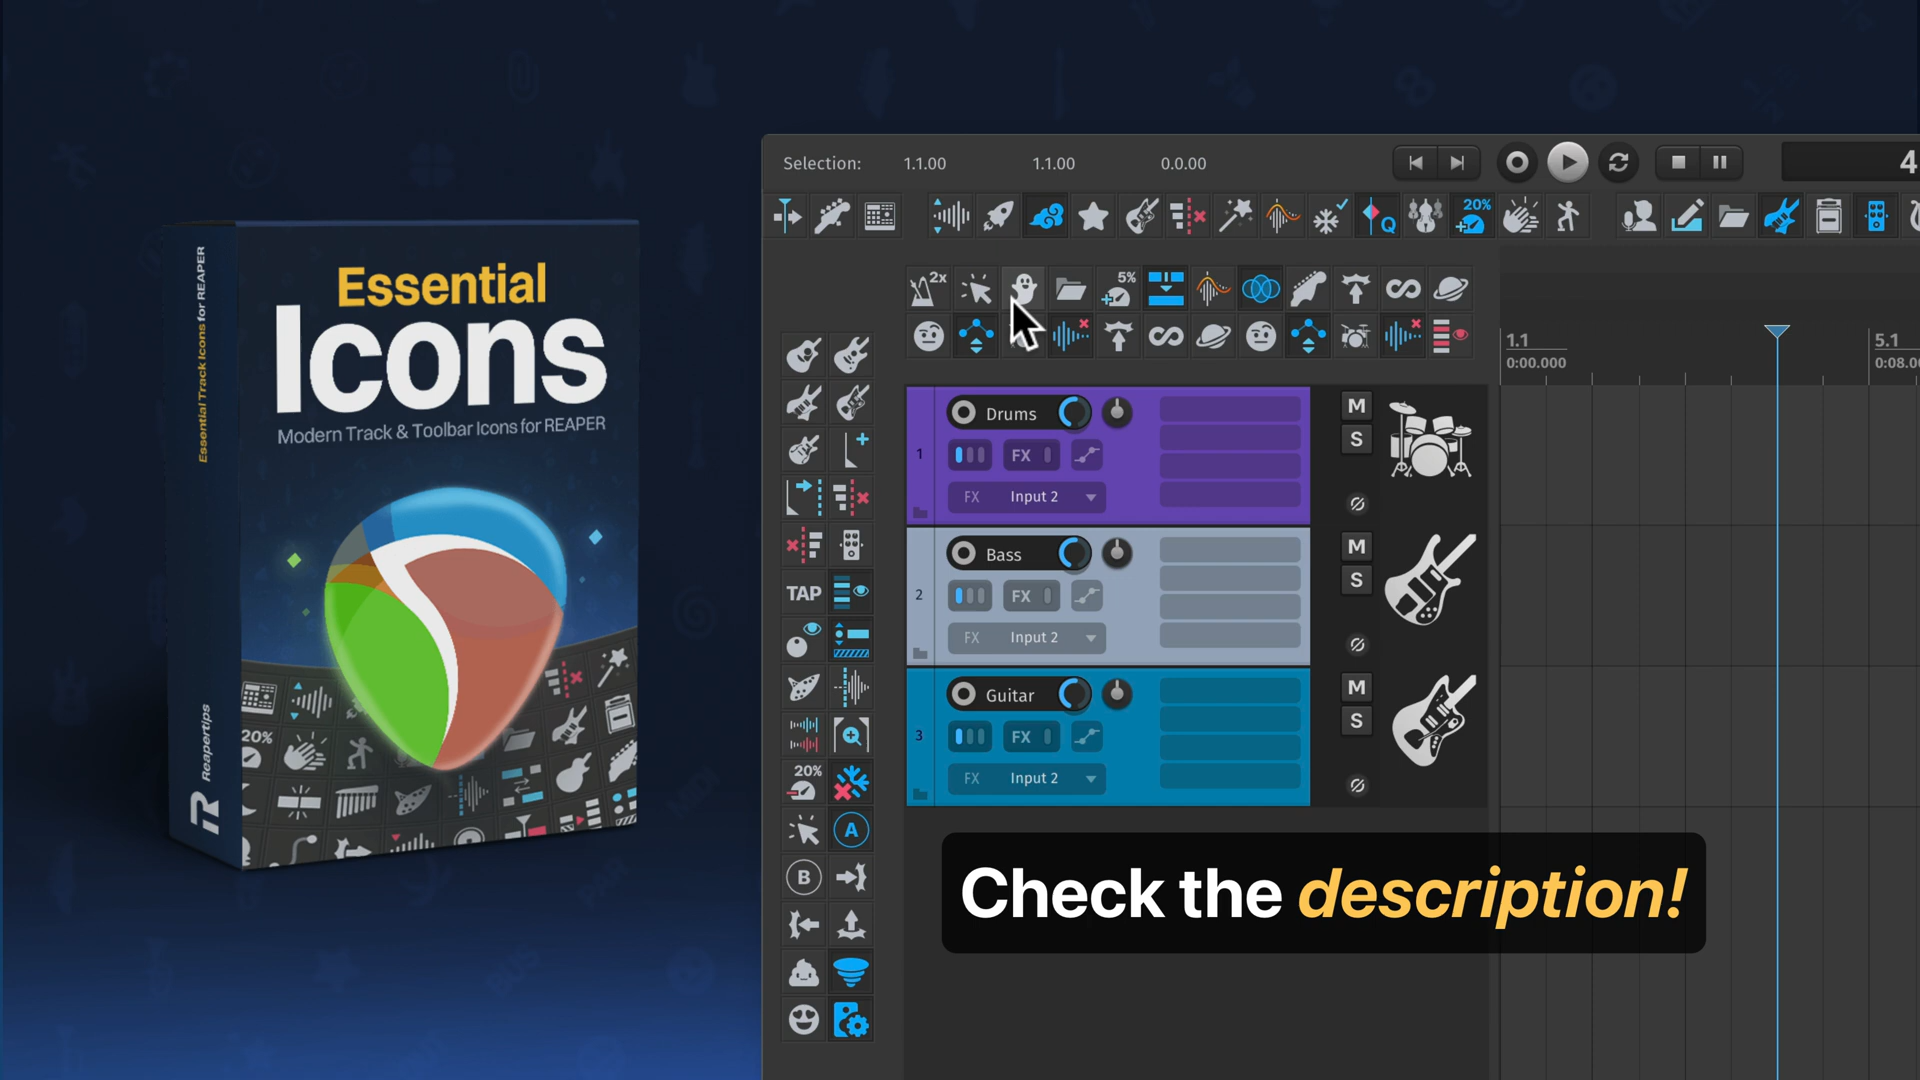 Essential
Icons
Modern Track & Toolbar Icons for REAPER
Essential Track Icons for REAPER
Reapertips
20%
Selection: 1.1.00 1.1.00 0.0.00
4
Q
20%
2x
5%
TAP
20%
A
B
1
Drums
FX
FX Input 2
M
S
2
Bass
FX
FX Input 2
M
S
3
Guitar
FX
FX Input 2
M
S
1.1
0:00.000
5.1
0:08.0
Check the description!